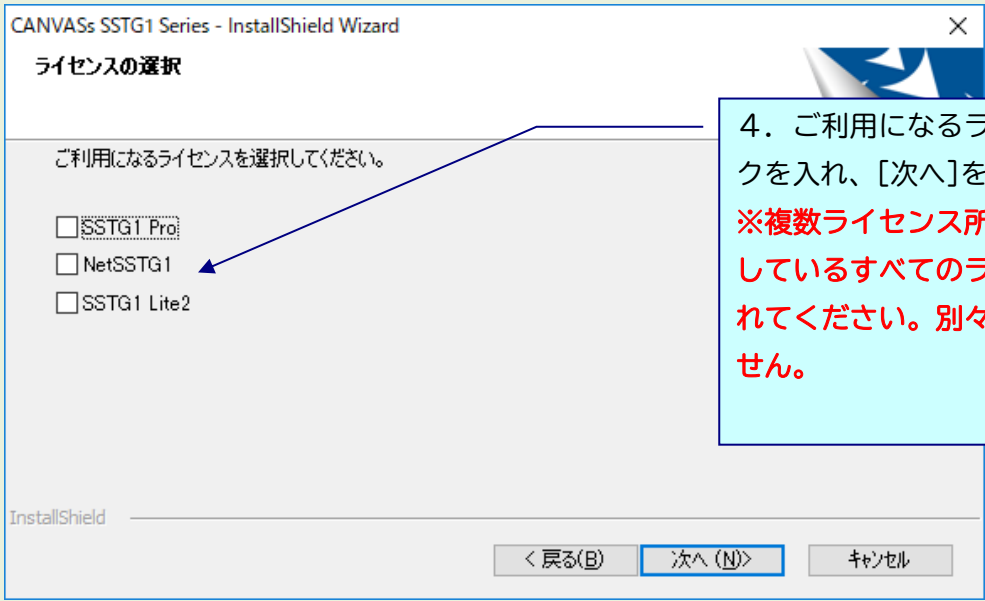 CANVASs SSTG1 Series - InstallShield Wizard
ライセンスの選択
ご利用になるライセンスを選択してください。
SSTG1 Pro
NetSSTG1
SSTG1 Lite2
4．ご利用になるラ
クを入れ、[次へ]を
※複数ライセンス所
しているすべてのラ
れてください。別々
せん。
InstallShield
< 戻る(B)
次へ (N)>
キャンセル